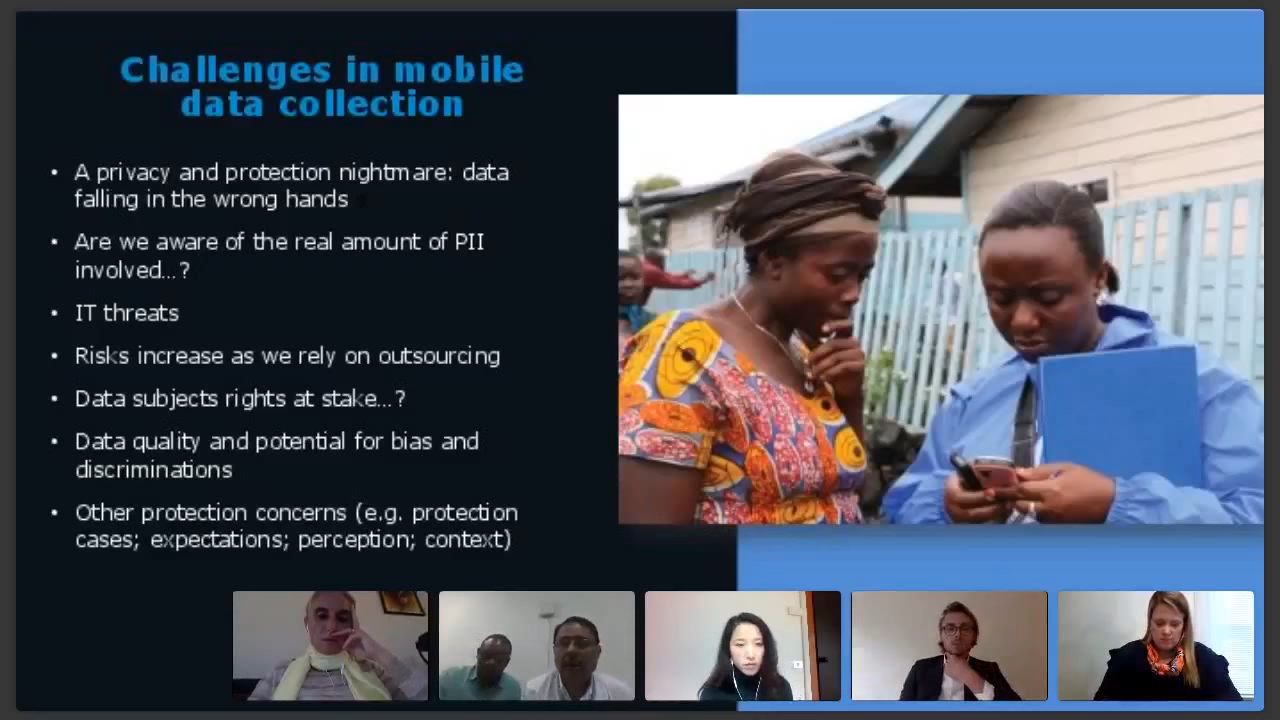 Challenges in mobile
data collection
• A privacy and protection nightmare: data
falling in the wrong hands
• Are we aware of the real amount of PII
involved...?
• IT threats
• Risks increase as we rely on outsourcing
• Data subjects rights at stake...?
• Data quality and potential for bias and
discriminations
• Other protection concerns (e.g. protection
cases; expectations; perception; context)